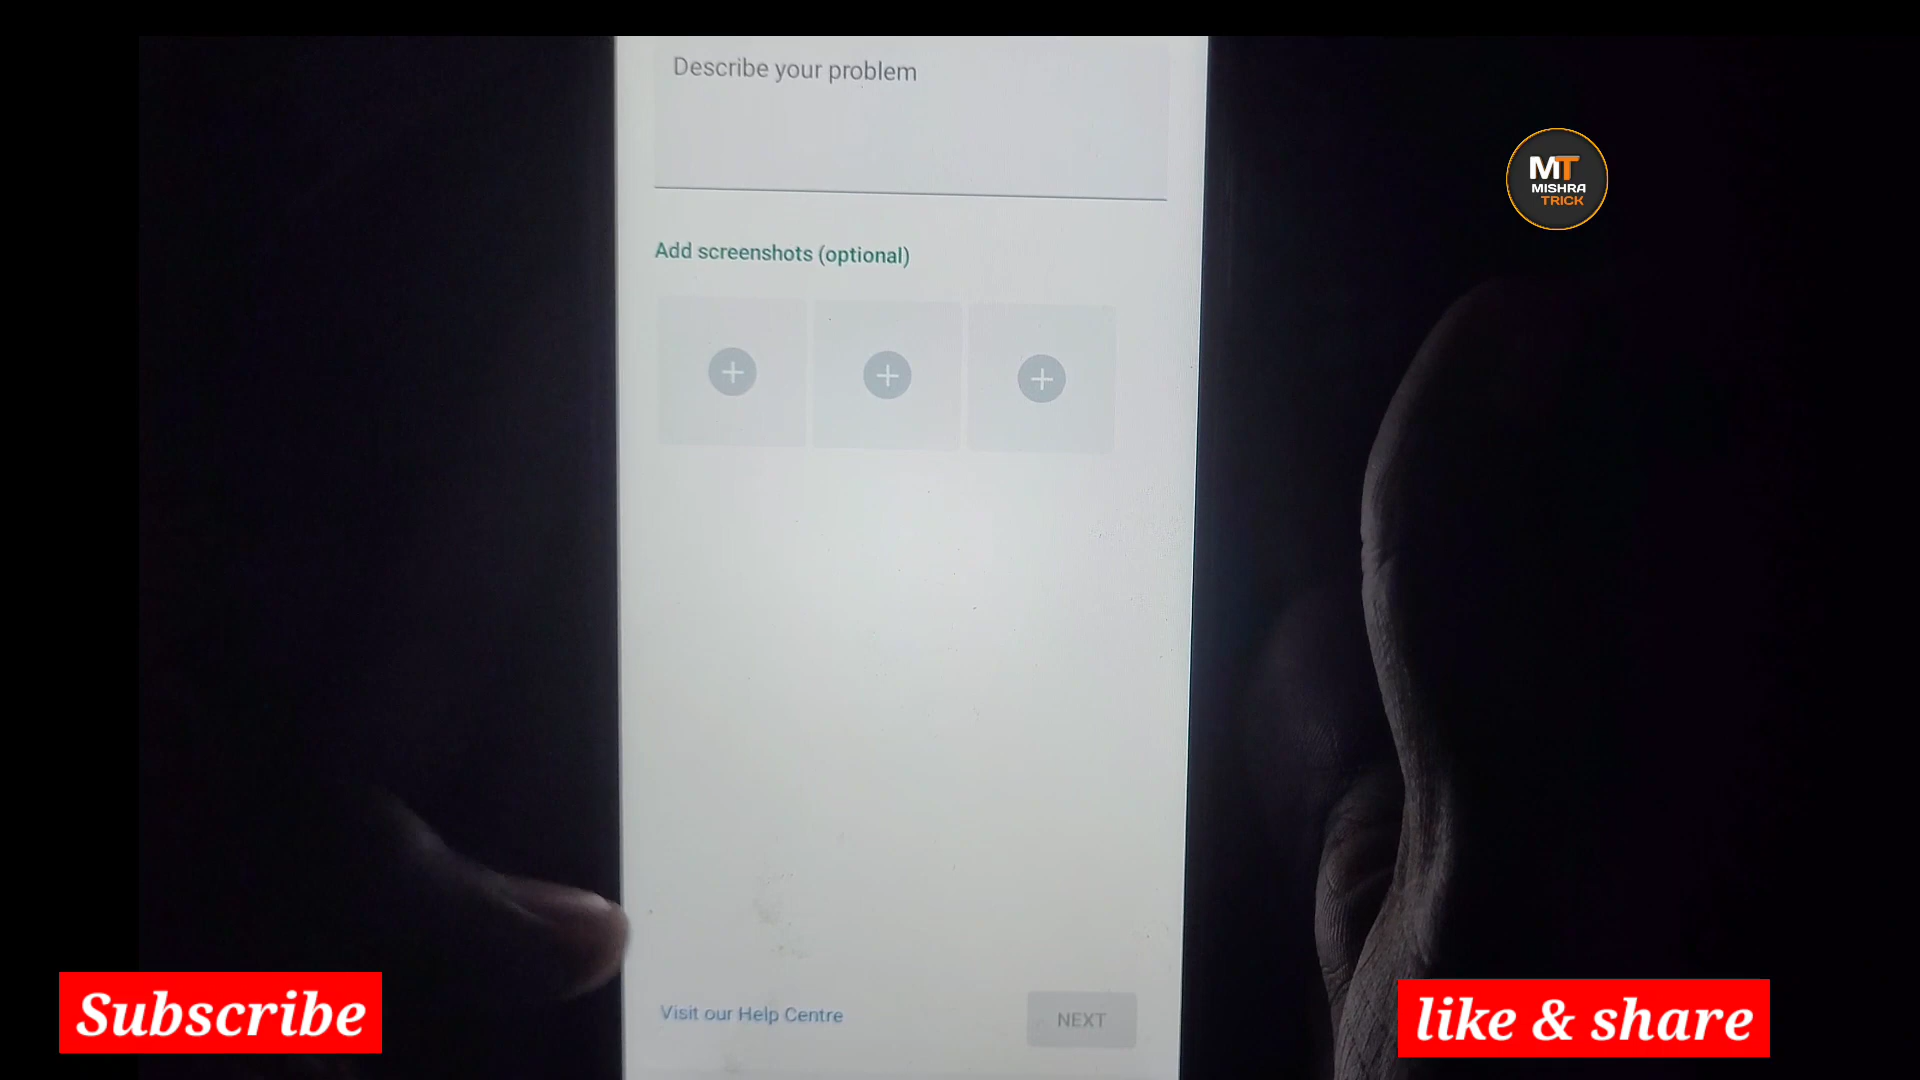 Describe your problem
MT
MISHRA
TRICK
Add screenshots (optional)
Visit our Help Centre
NEXT
Subscribe
like & share